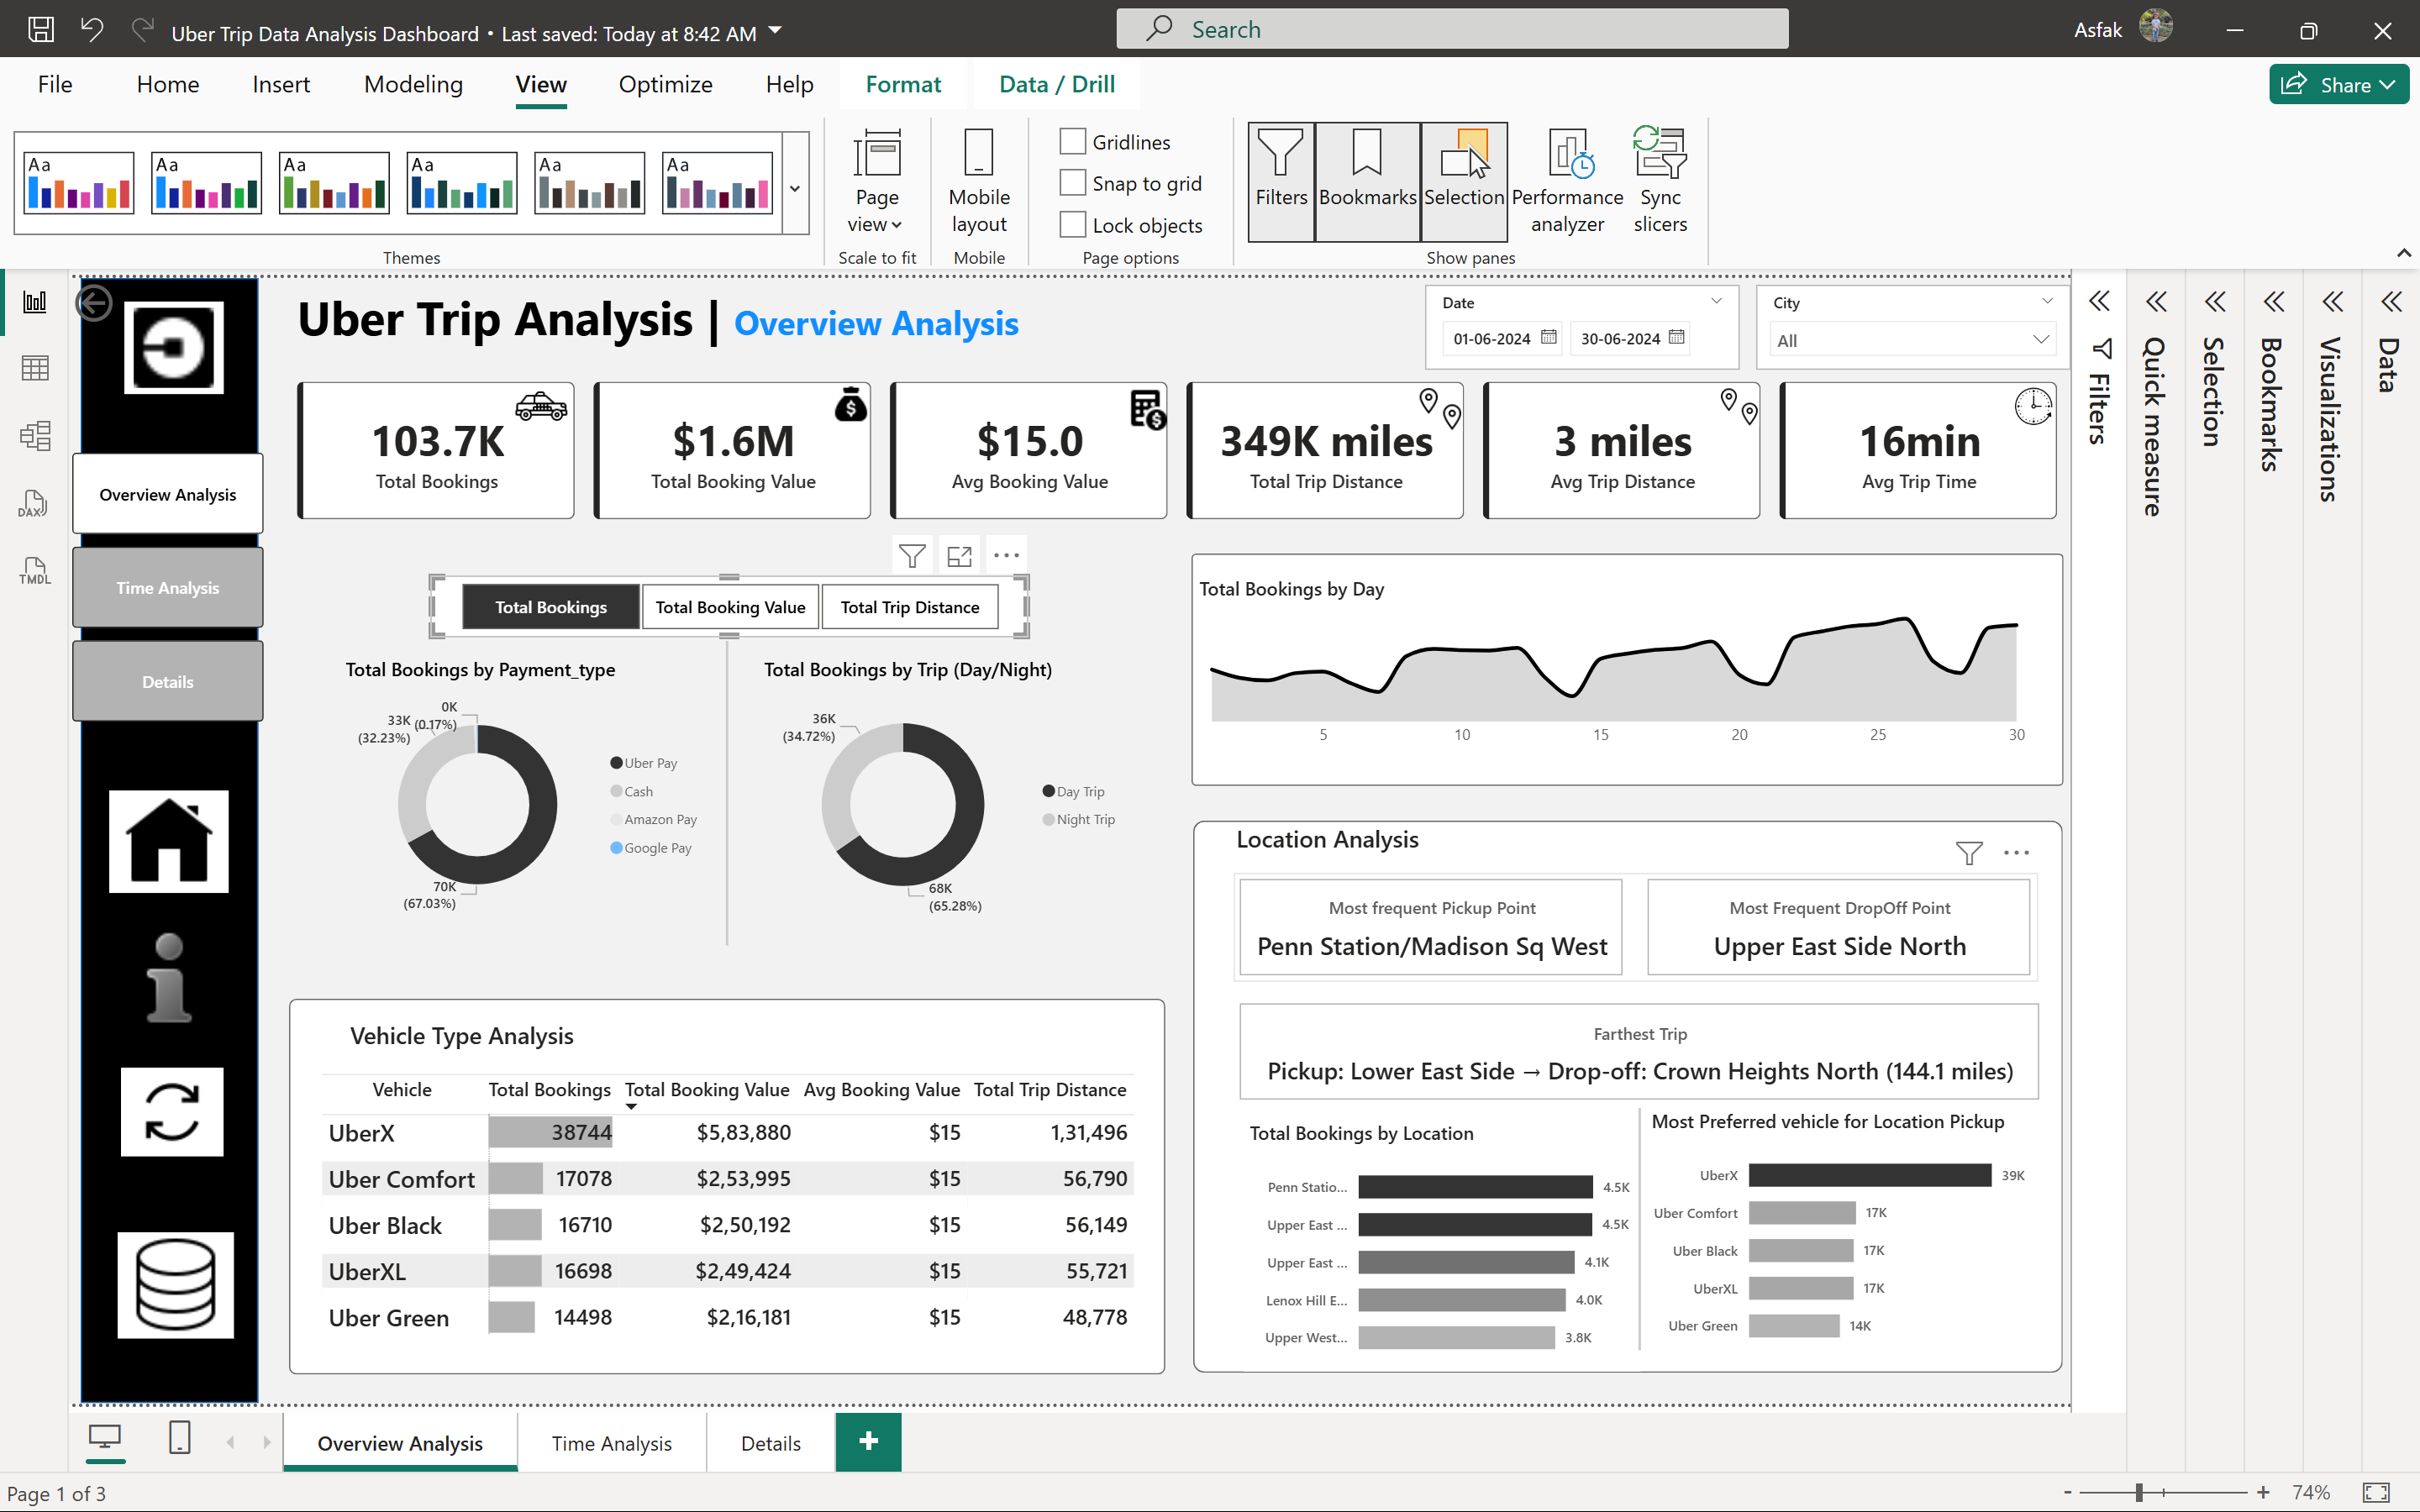 Uber Trip Data Analysis Dashboard • Last saved: Today at 8:42 AM
Search
Asfak
File Home Insert Modeling View Optimize Help Format Data / Drill
Share
Aa Aa Aa Aa Aa Aa
Themes
Page view
Scale to fit
Mobile layout
Mobile
Gridlines
Snap to grid
Lock objects
Page options
Filters Bookmarks Selection Performance analyzer Sync slicers
Show panes
DAX
TMDL
Overview Analysis
Time Analysis
Details
Uber Trip Analysis | Overview Analysis
Date
01-06-2024 30-06-2024
City
All
103.7K
Total Bookings
$1.6M
Total Booking Value
$15.0
Avg Booking Value
349K miles
Total Trip Distance
3 miles
Avg Trip Distance
16min
Avg Trip Time
Total Bookings Total Booking Value Total Trip Distance
Total Bookings by Payment_type
0K
(0.17%)
33K
(32.23%)
70K
(67.03%)
Uber Pay
Cash
Amazon Pay
Google Pay
Total Bookings by Trip (Day/Night)
36K
(34.72%)
68K
(65.28%)
Day Trip
Night Trip
Total Bookings by Day
5 10 15 20 25 30
Vehicle Type Analysis
Vehicle Total Bookings Total Booking Value Avg Booking Value Total Trip Distance
UberX 38744 $5,83,880 $15 1,31,496
Uber Comfort 17078 $2,53,995 $15 56,790
Uber Black 16710 $2,50,192 $15 56,149
UberXL 16698 $2,49,424 $15 55,721
Uber Green 14498 $2,16,181 $15 48,778
Location Analysis
Most frequent Pickup Point
Penn Station/Madison Sq West
Most Frequent DropOff Point
Upper East Side North
Farthest Trip
Pickup: Lower East Side → Drop-off: Crown Heights North (144.1 miles)
Total Bookings by Location
Penn Statio... 4.5K
Upper East ... 4.5K
Upper East ... 4.1K
Lenox Hill E... 4.0K
Upper West... 3.8K
Most Preferred vehicle for Location Pickup
UberX 39K
Uber Comfort 17K
Uber Black 17K
UberXL 17K
Uber Green 14K
Filters
Quick measure
Selection
Bookmarks
Visualizations
Data
Overview Analysis Time Analysis Details +
Page 1 of 3
- + 74%